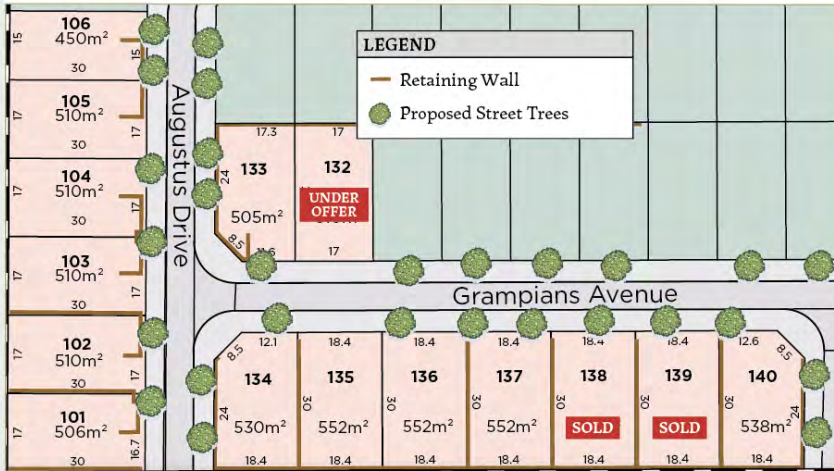 LEGEND
Retaining Wall
Proposed Street Trees
Augustus Drive
Grampians Avenue
106
450m²
15
15
30
105
510m²
17
17
30
104
510m²
17
17
30
103
510m²
17
17
30
102
510m²
17
17
30
101
506m²
17
16.7
30
17.3
133
24
505m²
8.5
11.6
17
132
UNDER
OFFER
17
12.1
8.5
134
24
530m²
18.4
18.4
135
30
552m²
18.4
18.4
136
30
552m²
18.4
18.4
137
552m²
18.4
18.4
138
30
SOLD
18.4
18.4
139
30
SOLD
18.4
12.6
8.5
140
24
538m²
18.4